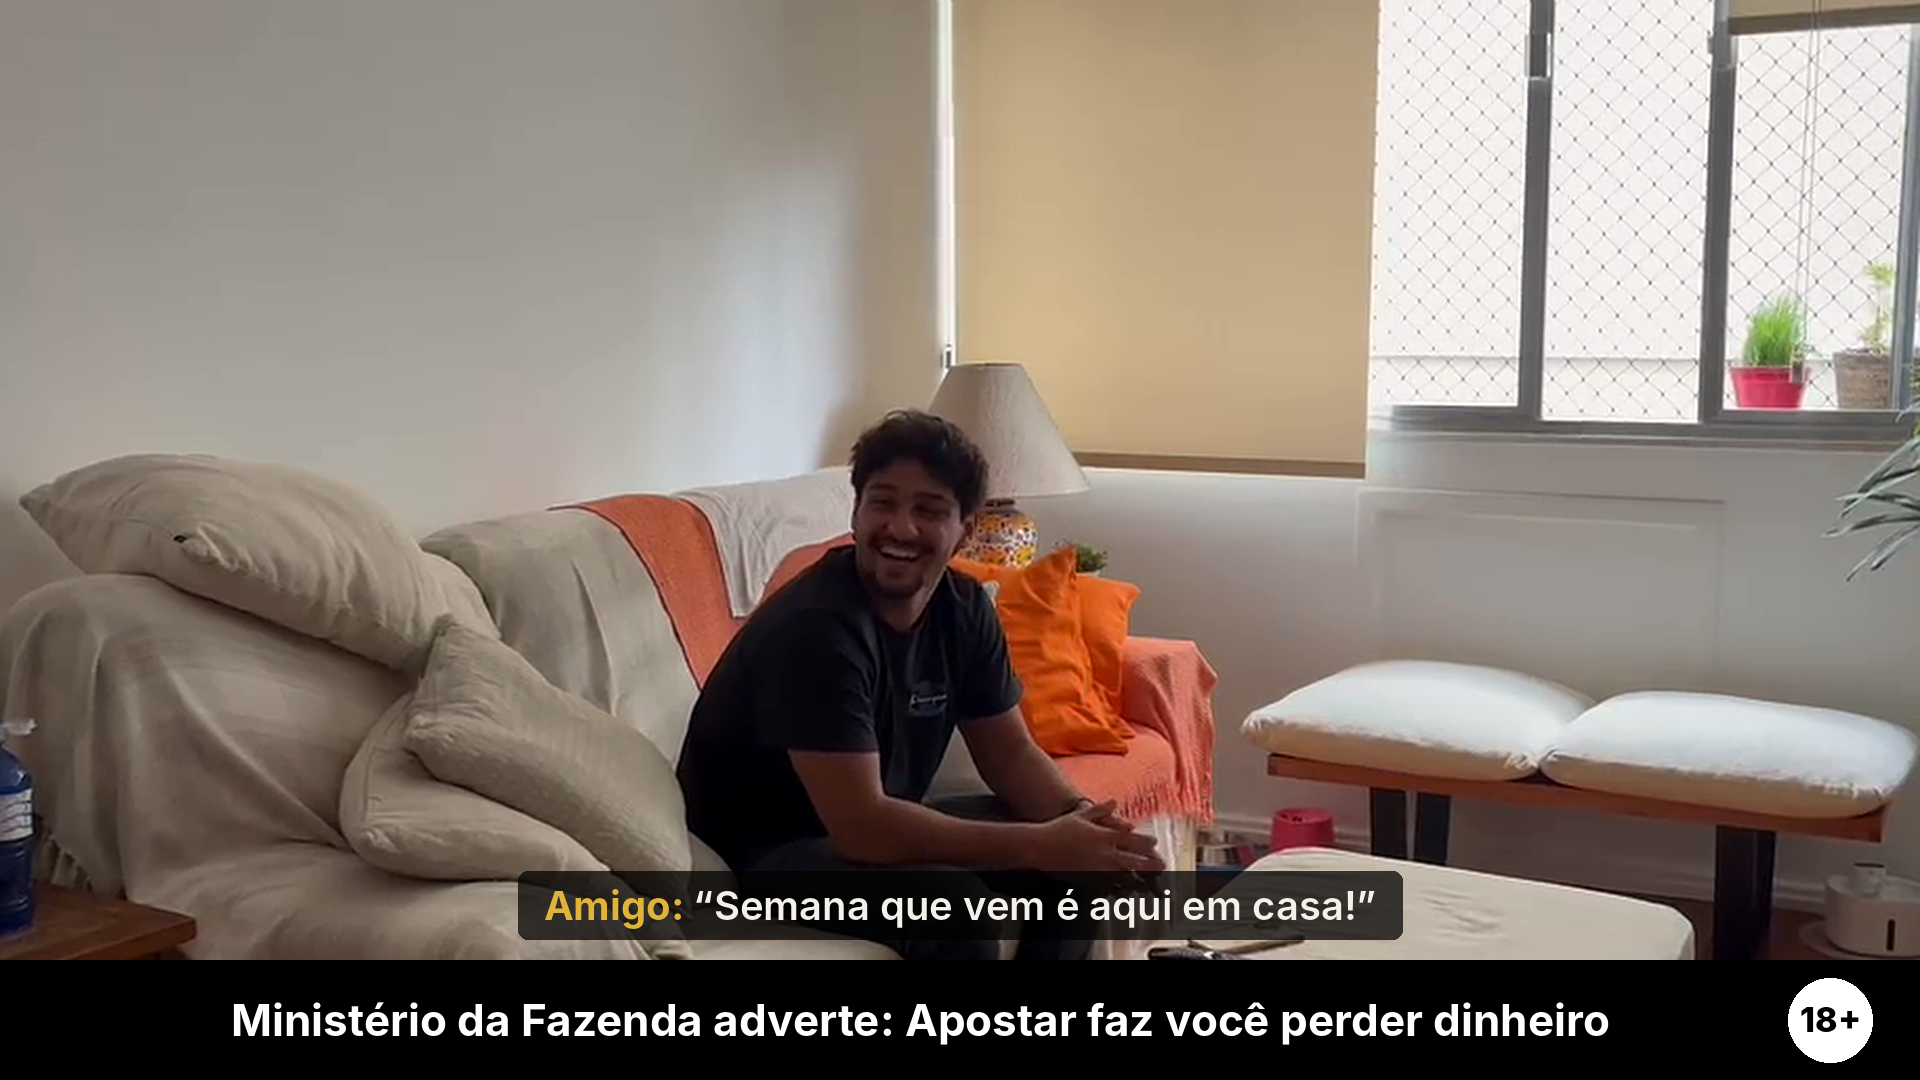 Amigo: “Semana que vem é aqui em casa!”
Ministério da Fazenda adverte: Apostar faz você perder dinheiro
18+